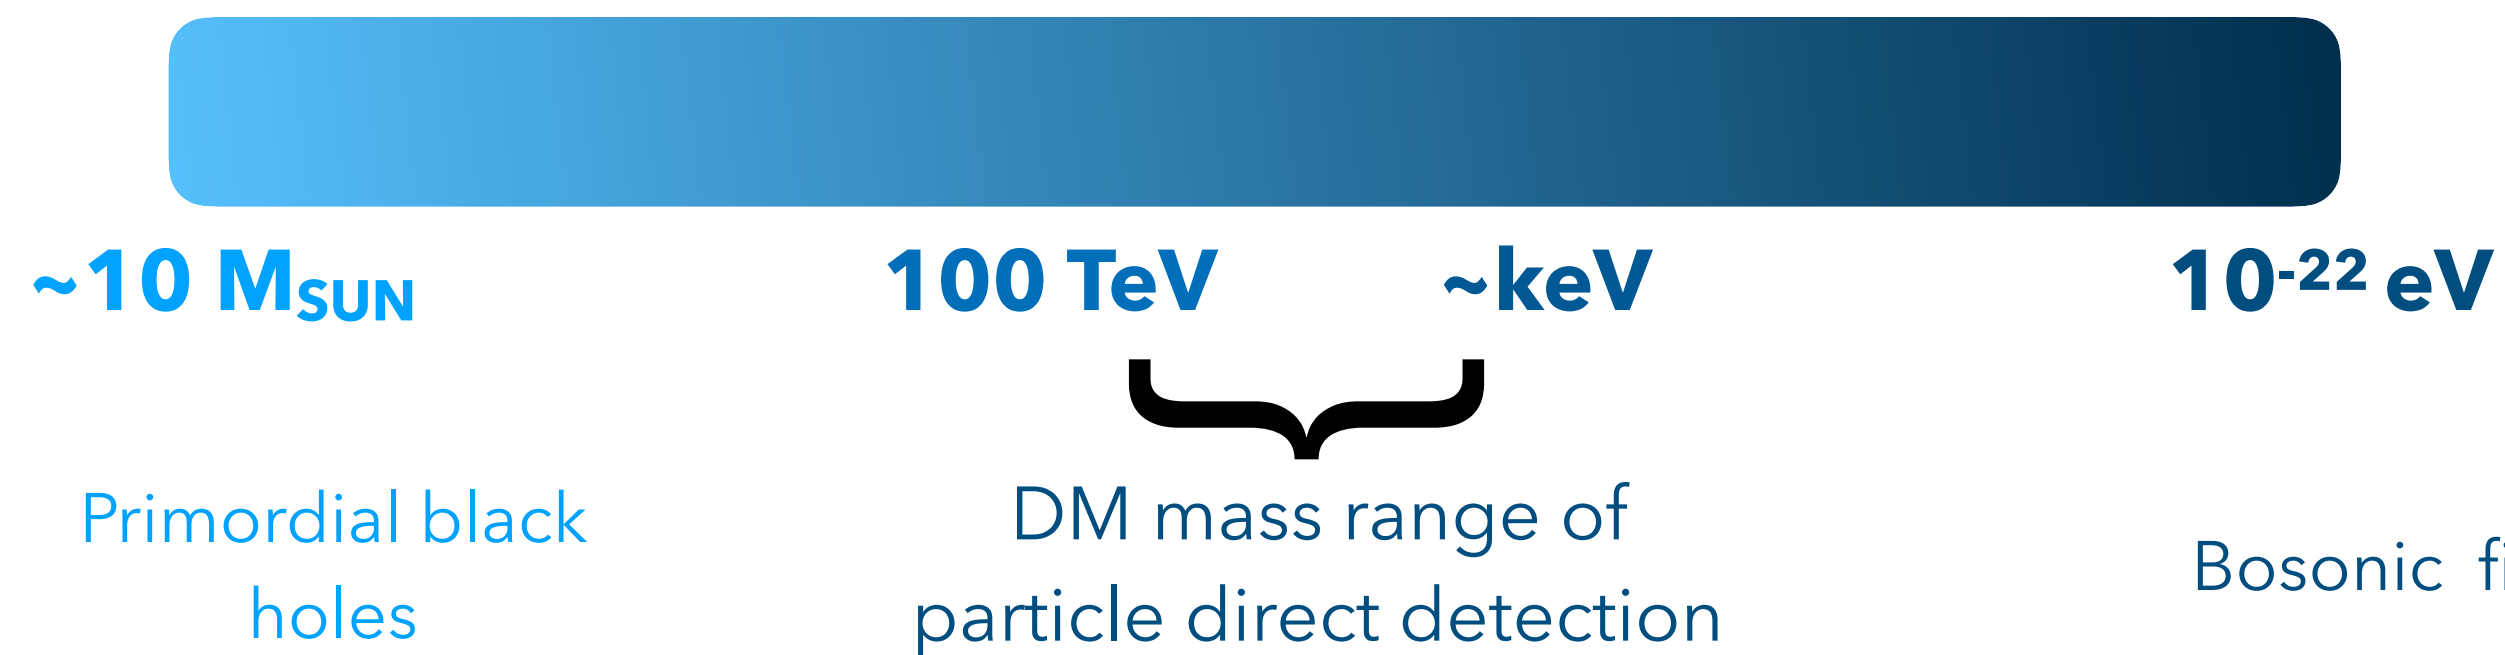 ~10 MSUN 100 TeV ~keV 10-22 eV
Primordial black
holes
DM mass range of
particle direct detection
Bosonic